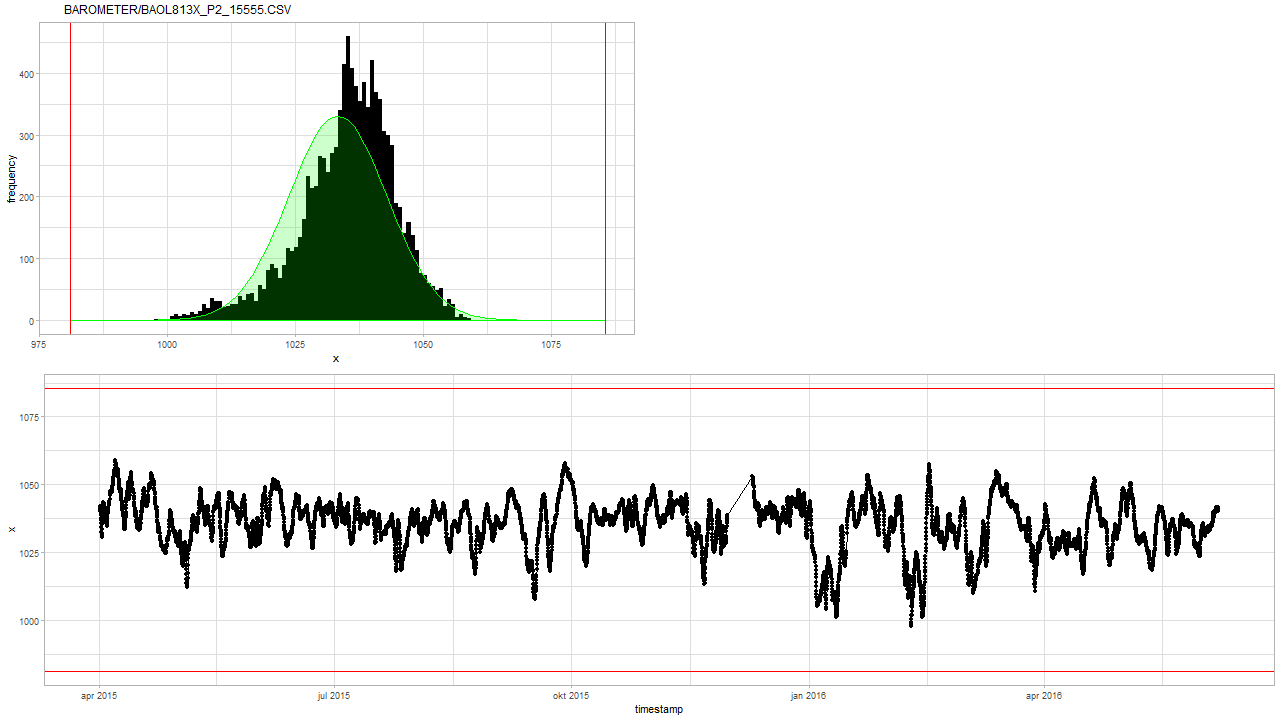 BAROMETER/BAOL813X_P2_15555.CSV
400
300
200
100
0
frequency
975 1000 1025 1050 1075
x
1075
1050
1025
1000
x
apr 2015 jul 2015 okt 2015 jan 2016 apr 2016
timestamp